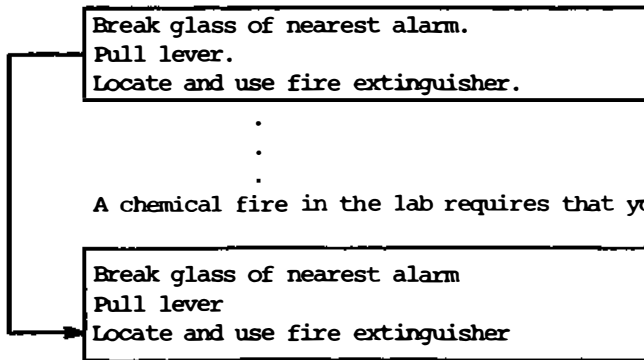 Break glass of nearest alarm.
Pull lever.
Locate and use fire extinguisher.
.
.
.
A chemical fire in the lab requires that
Break glass of nearest alarm
Pull lever
Locate and use fire extinguisher